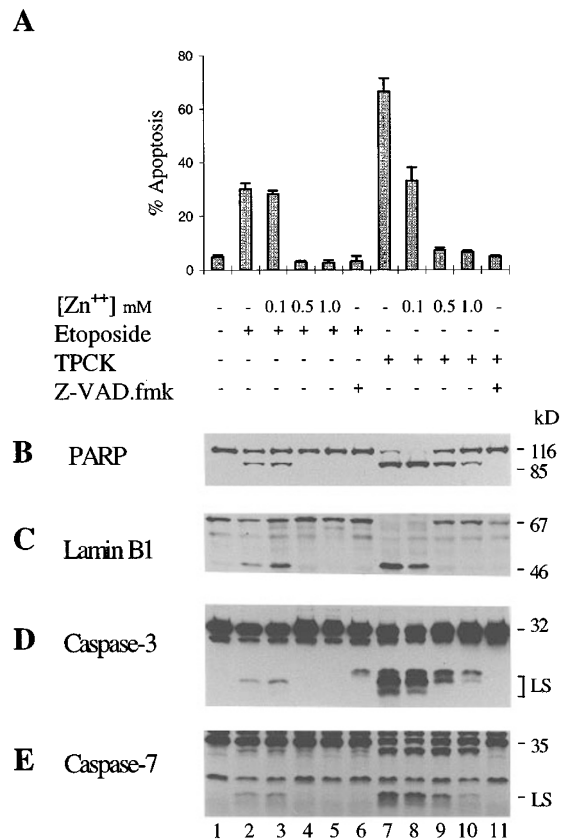 A
80
60
40
20
0
% Apoptosis
[Zn++] mM - - 0.1 0.5 1.0 - - 0.1 0.5 1.0 -
Etoposide - + + + + + - - - - -
TPCK - - - - - - + + + + +
Z-VAD.fmk - - - - - + - - - - +
kD
B PARP - 116
- 85
C Lamin B1 - 67
- 46
D Caspase-3 - 32
] LS
E Caspase-7 - 35
- LS
1 2 3 4 5 6 7 8 9 10 11